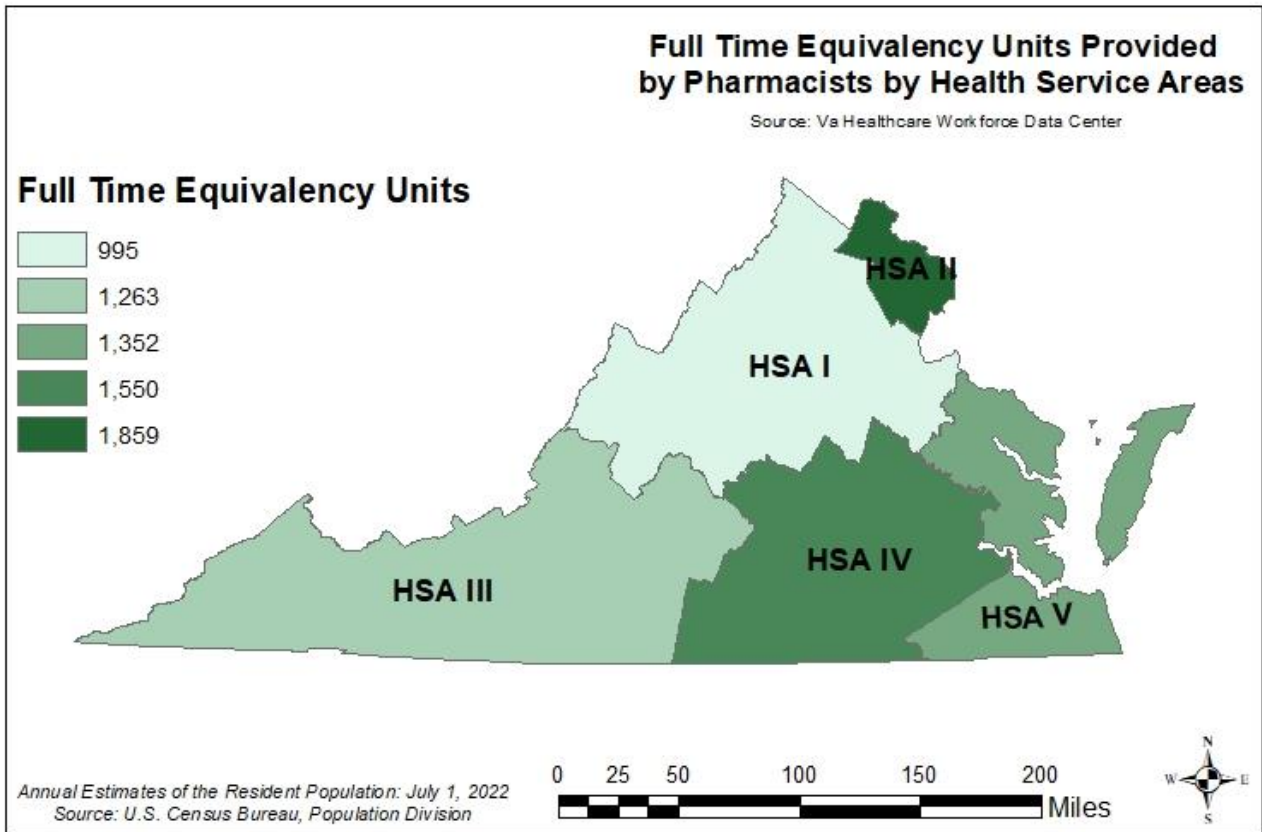 Full Time Equivalency Units Provided
by Pharmacists by Health Service Areas
Source: Va Healthcare Workforce Data Center
Full Time Equivalency Units
995
1,263
1,352
1,550
1,859
HSA II
HSA I
HSA IV
HSA III
HSA V
Annual Estimates of the Resident Population: July 1, 2022
Source: U.S. Census Bureau, Population Division
0 25 50 100 150 200
Miles
N
W E
S